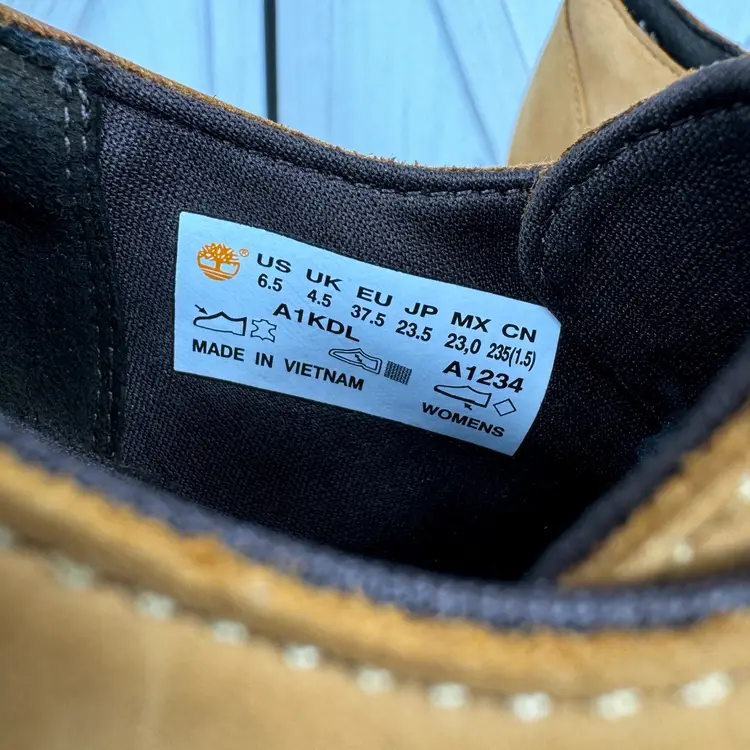 ® US UK EU JP MX CN
6.5 4.5 37.5 23.5 23,0 235(1.5)
A1KDL A1234
MADE IN VIETNAM WOMENS